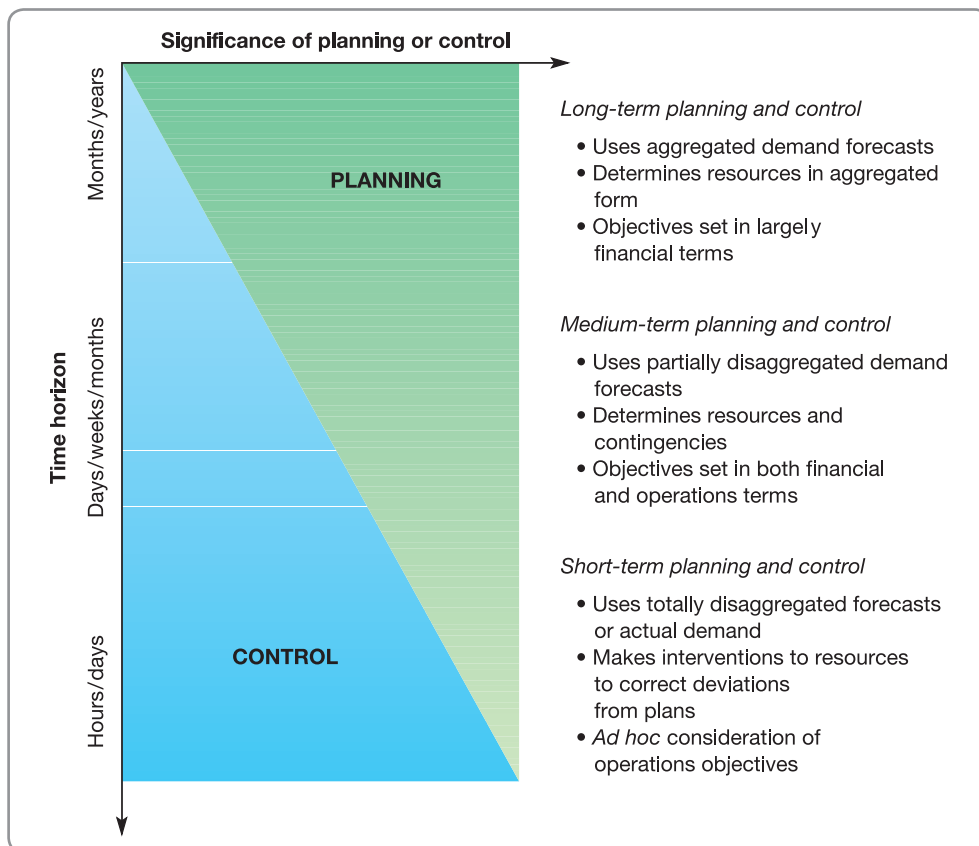 Significance of planning or control
Months/years
Long-term planning and control
• Uses aggregated demand forecasts
• Determines resources in aggregated
form
• Objectives set in largely
financial terms
PLANNING
Time horizon
Days/weeks/months
Medium-term planning and control
• Uses partially disaggregated demand
forecasts
• Determines resources and
contingencies
• Objectives set in both financial
and operations terms
Hours/days
CONTROL
Short-term planning and control
• Uses totally disaggregated forecasts
or actual demand
• Makes interventions to resources
to correct deviations
from plans
• Ad hoc consideration of
operations objectives